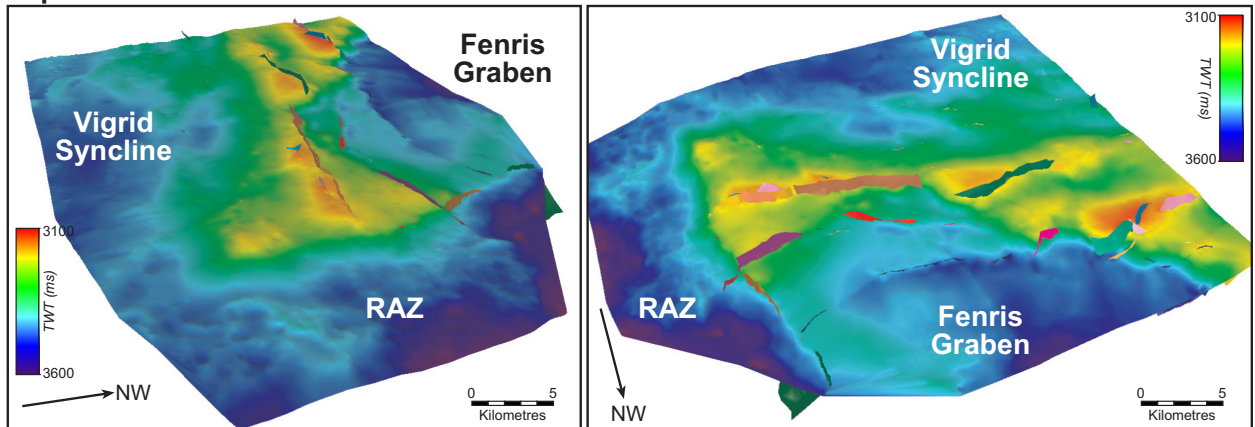 Fenris
Graben
Vigrid
Syncline
RAZ
3100
TWT (ms)
3600
NW
0 5
Kilometres
Vigrid
Syncline
3100
TWT (ms)
3600
RAZ
Fenris
Graben
NW
0 5
Kilometres